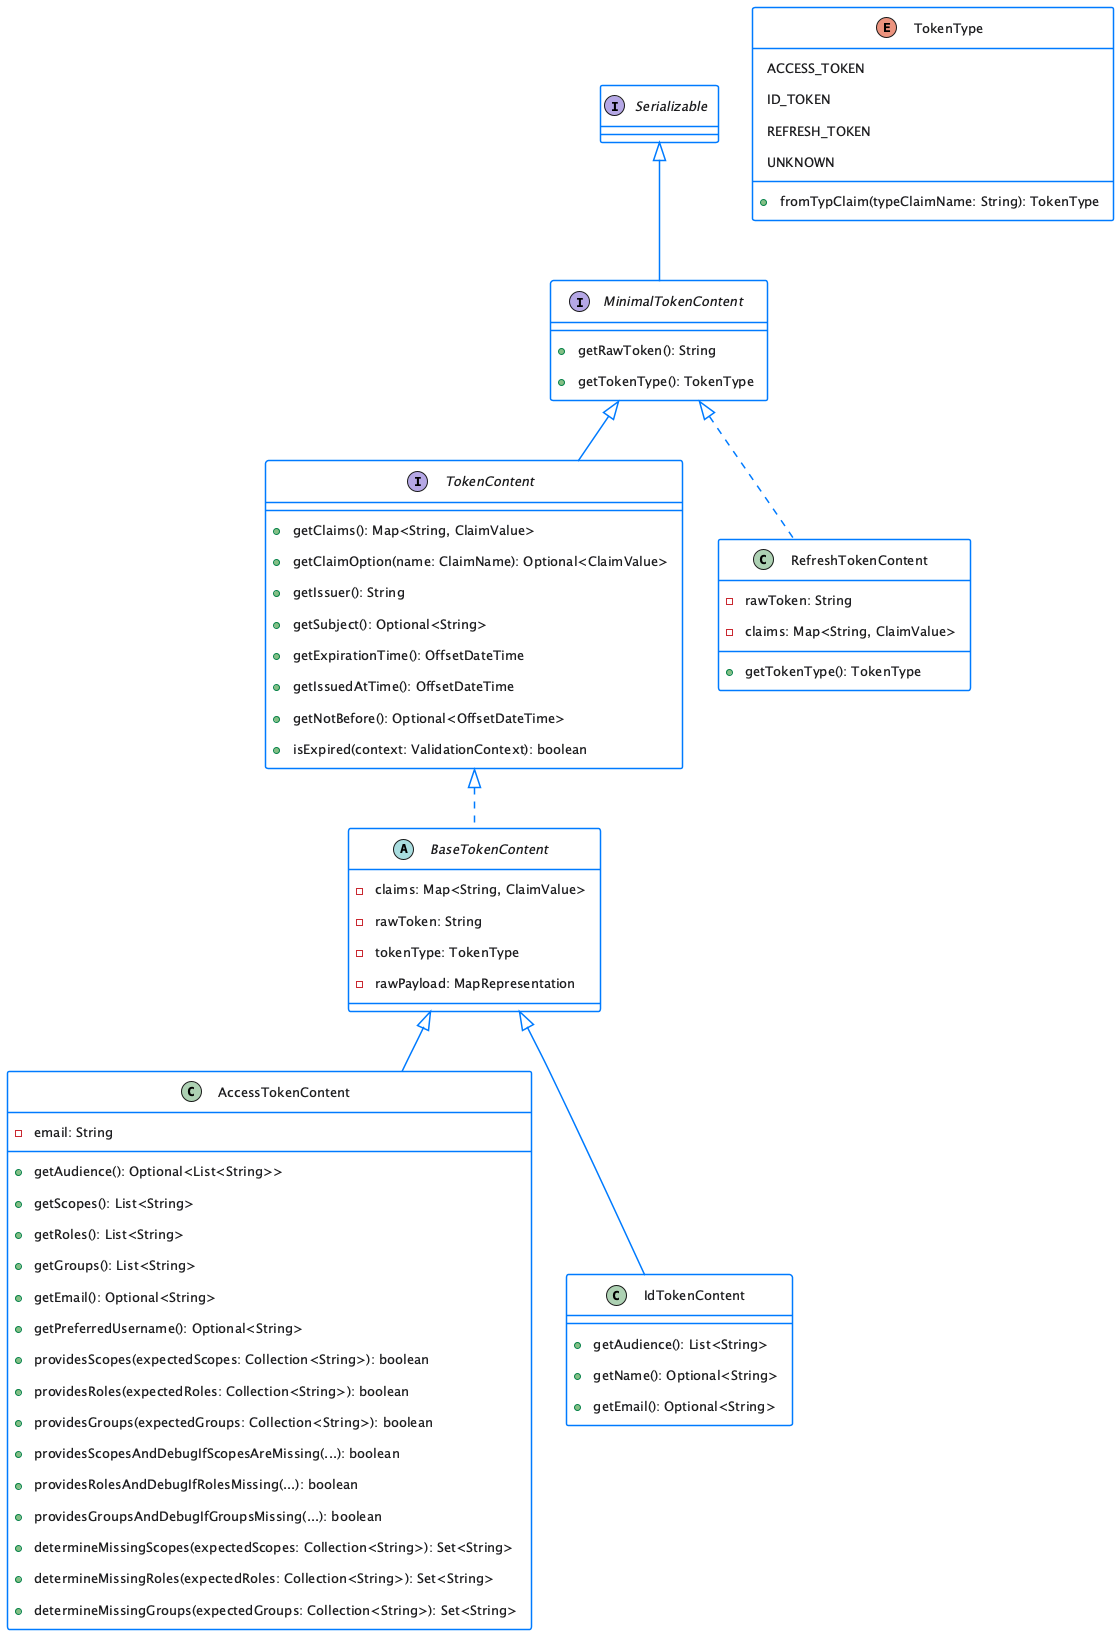 E TokenType
ACCESS_TOKEN
ID_TOKEN
REFRESH_TOKEN
UNKNOWN
fromTypClaim(typeClaimName: String): TokenType
I Serializable
I MinimalTokenContent
getRawToken(): String
getTokenType(): TokenType
I TokenContent
getClaims(): Map<String, ClaimValue>
getClaimOption(name: ClaimName): Optional<ClaimValue>
getIssuer(): String
getSubject(): Optional<String>
getExpirationTime(): OffsetDateTime
getIssuedAtTime(): OffsetDateTime
getNotBefore(): Optional<OffsetDateTime>
isExpired(context: ValidationContext): boolean
C RefreshTokenContent
rawToken: String
claims: Map<String, ClaimValue>
getTokenType(): TokenType
A BaseTokenContent
claims: Map<String, ClaimValue>
rawToken: String
tokenType: TokenType
rawPayload: MapRepresentation
C AccessTokenContent
email: String
getAudience(): Optional<List<String>>
getScopes(): List<String>
getRoles(): List<String>
getGroups(): List<String>
getEmail(): Optional<String>
getPreferredUsername(): Optional<String>
providesScopes(expectedScopes: Collection<String>): boolean
providesRoles(expectedRoles: Collection<String>): boolean
providesGroups(expectedGroups: Collection<String>): boolean
providesScopesAndDebugIfScopesAreMissing(...): boolean
providesRolesAndDebugIfRolesMissing(...): boolean
providesGroupsAndDebugIfGroupsMissing(...): boolean
determineMissingScopes(expectedScopes: Collection<String>): Set<String>
determineMissingRoles(expectedRoles: Collection<String>): Set<String>
determineMissingGroups(expectedGroups: Collection<String>): Set<String>
C IdTokenContent
getAudience(): List<String>
getName(): Optional<String>
getEmail(): Optional<String>